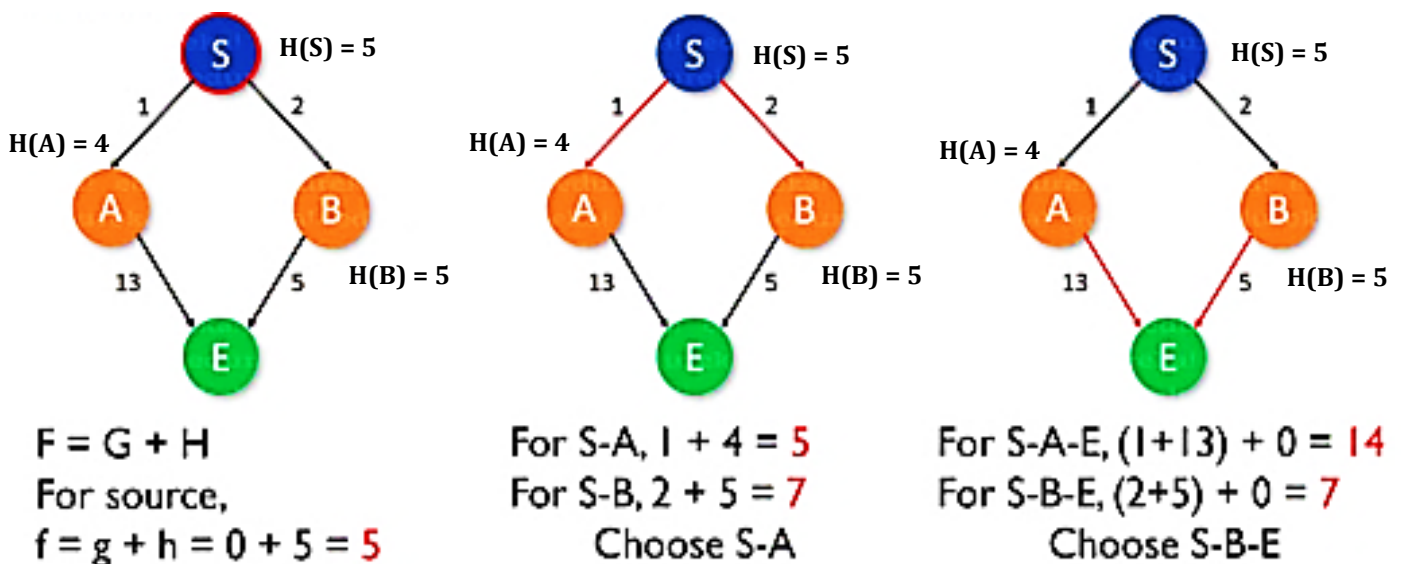 S
H(S) = 5
1
2
H(A) = 4
A
B
13
5
H(B) = 5
E
F = G + H
For source,
f = g + h = 0 + 5 = 5
S
H(S) = 5
1
2
H(A) = 4
A
B
13
5
H(B) = 5
E
For S-A, 1 + 4 = 5
For S-B, 2 + 5 = 7
Choose S-A
S
H(S) = 5
1
2
H(A) = 4
A
B
13
5
H(B) = 5
E
For S-A-E, (1+13) + 0 = 14
For S-B-E, (2+5) + 0 = 7
Choose S-B-E